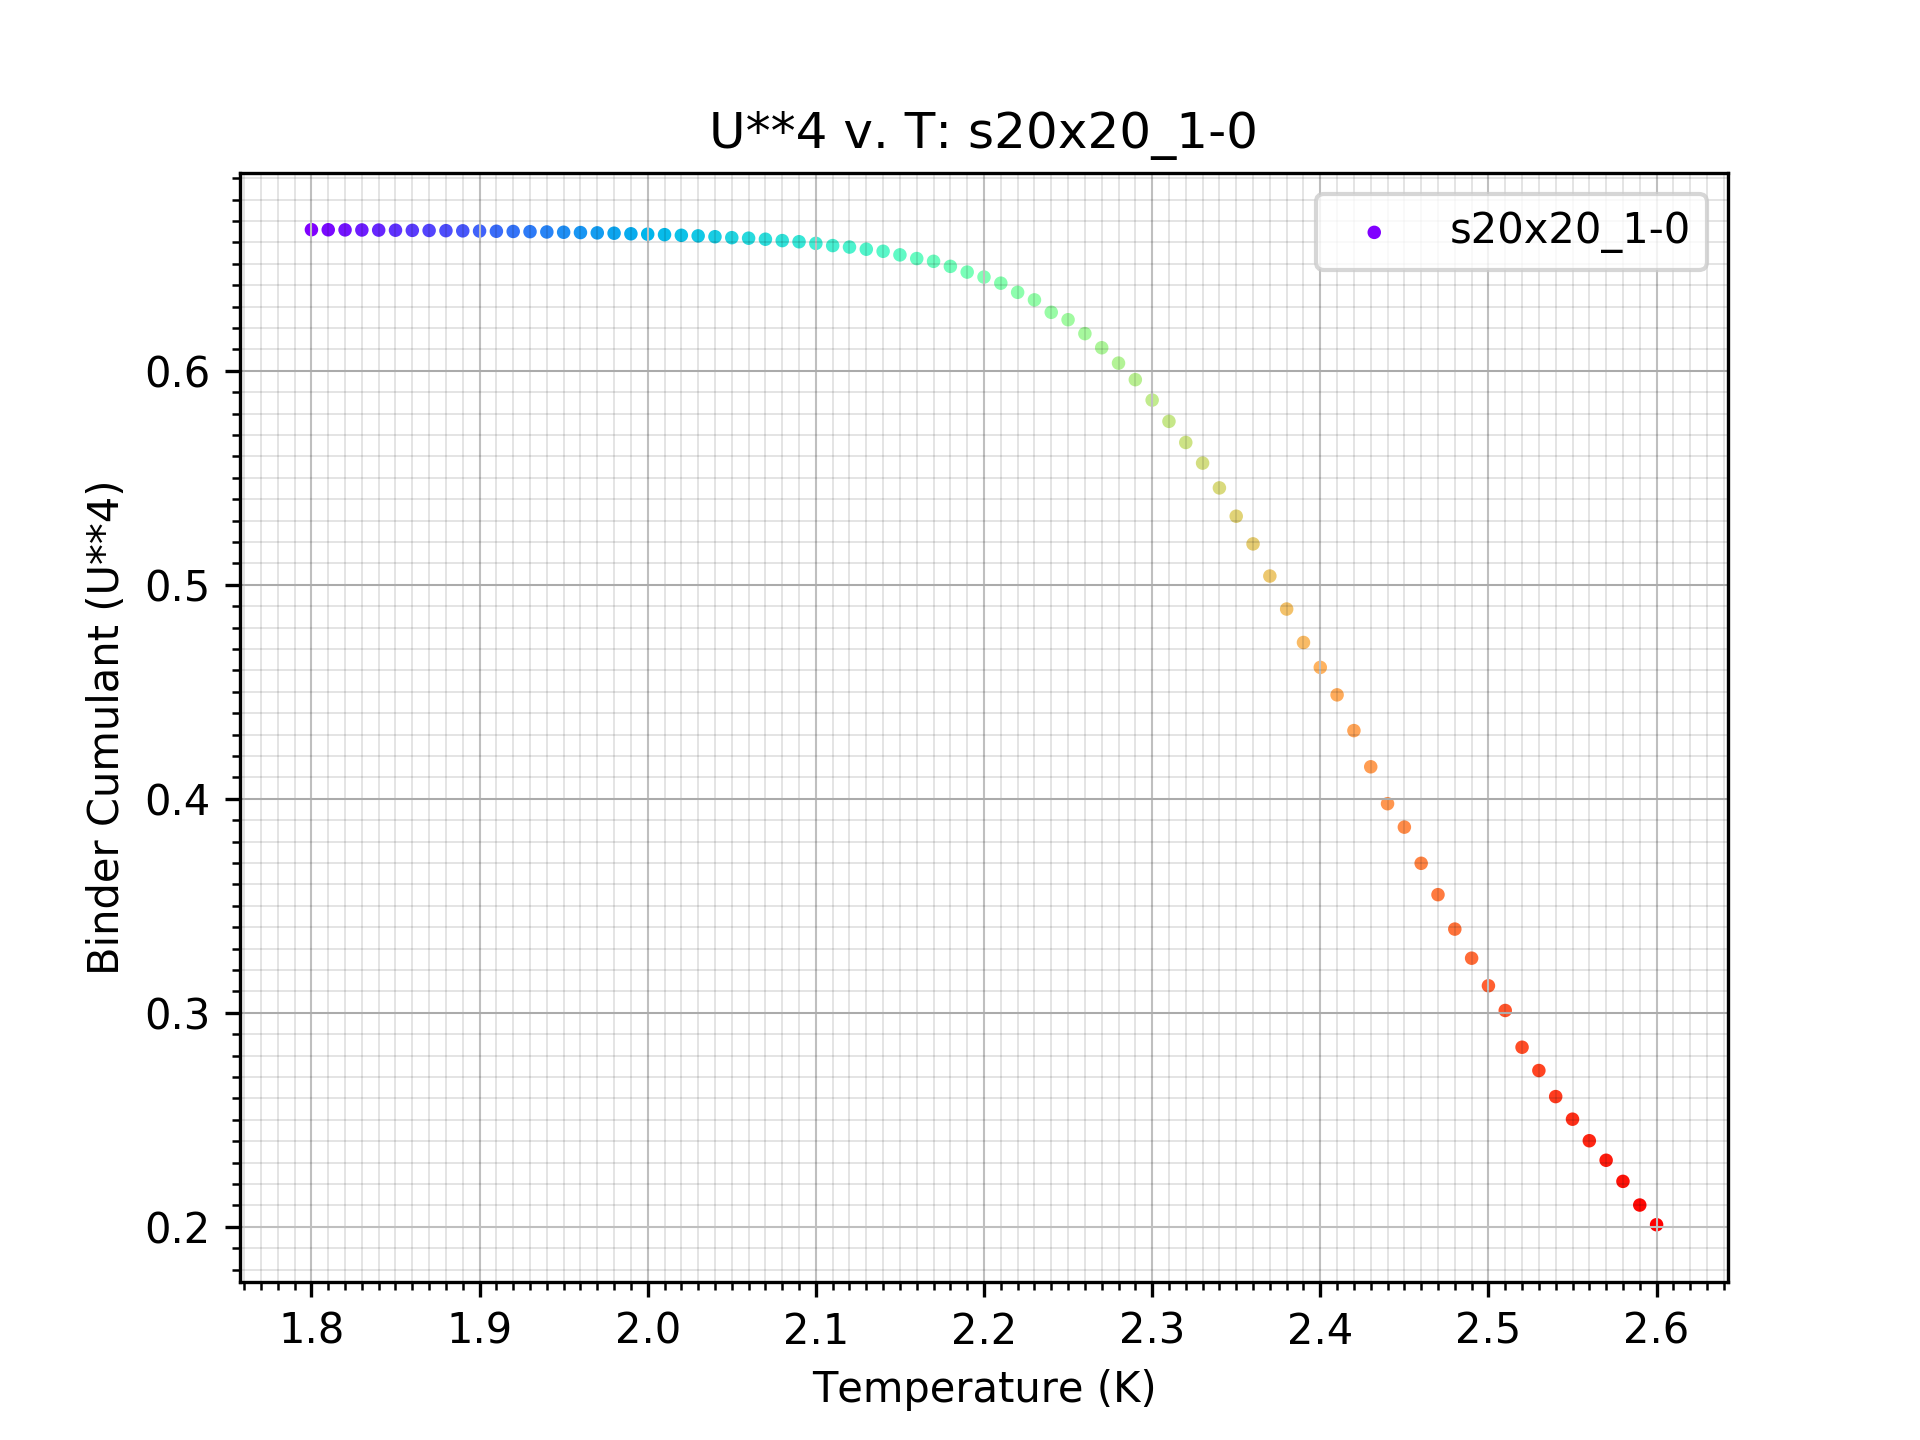 U**4 v. T: s20x20_1-0
s20x20_1-0
Binder Cumulant (U**4)
0.6
0.5
0.4
0.3
0.2
1.8 1.9 2.0 2.1 2.2 2.3 2.4 2.5 2.6
Temperature (K)